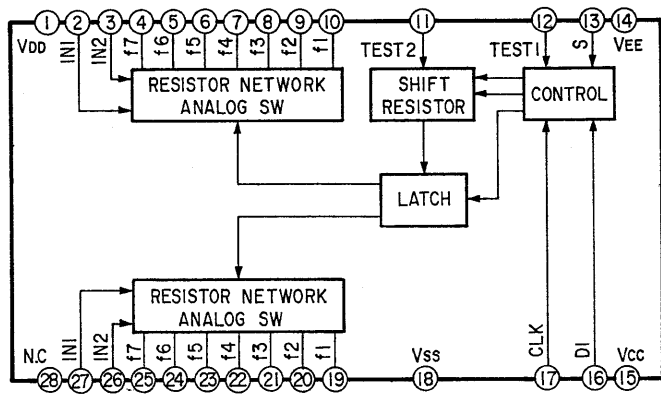 1 2 3 4 5 6 7 8 9 10 11 12 13 14
VDD IN1 IN2 f7 f6 f5 f4 f3 f2 f1 TEST2 TEST1 S VEE
RESISTOR NETWORK
ANALOG SW
SHIFT
RESISTOR
CONTROL
LATCH
RESISTOR NETWORK
ANALOG SW
N.C IN1 IN2 f7 f6 f5 f4 f3 f2 f1 VSS CLK DI VCC
28 27 26 25 24 23 22 21 20 19 18 17 16 15